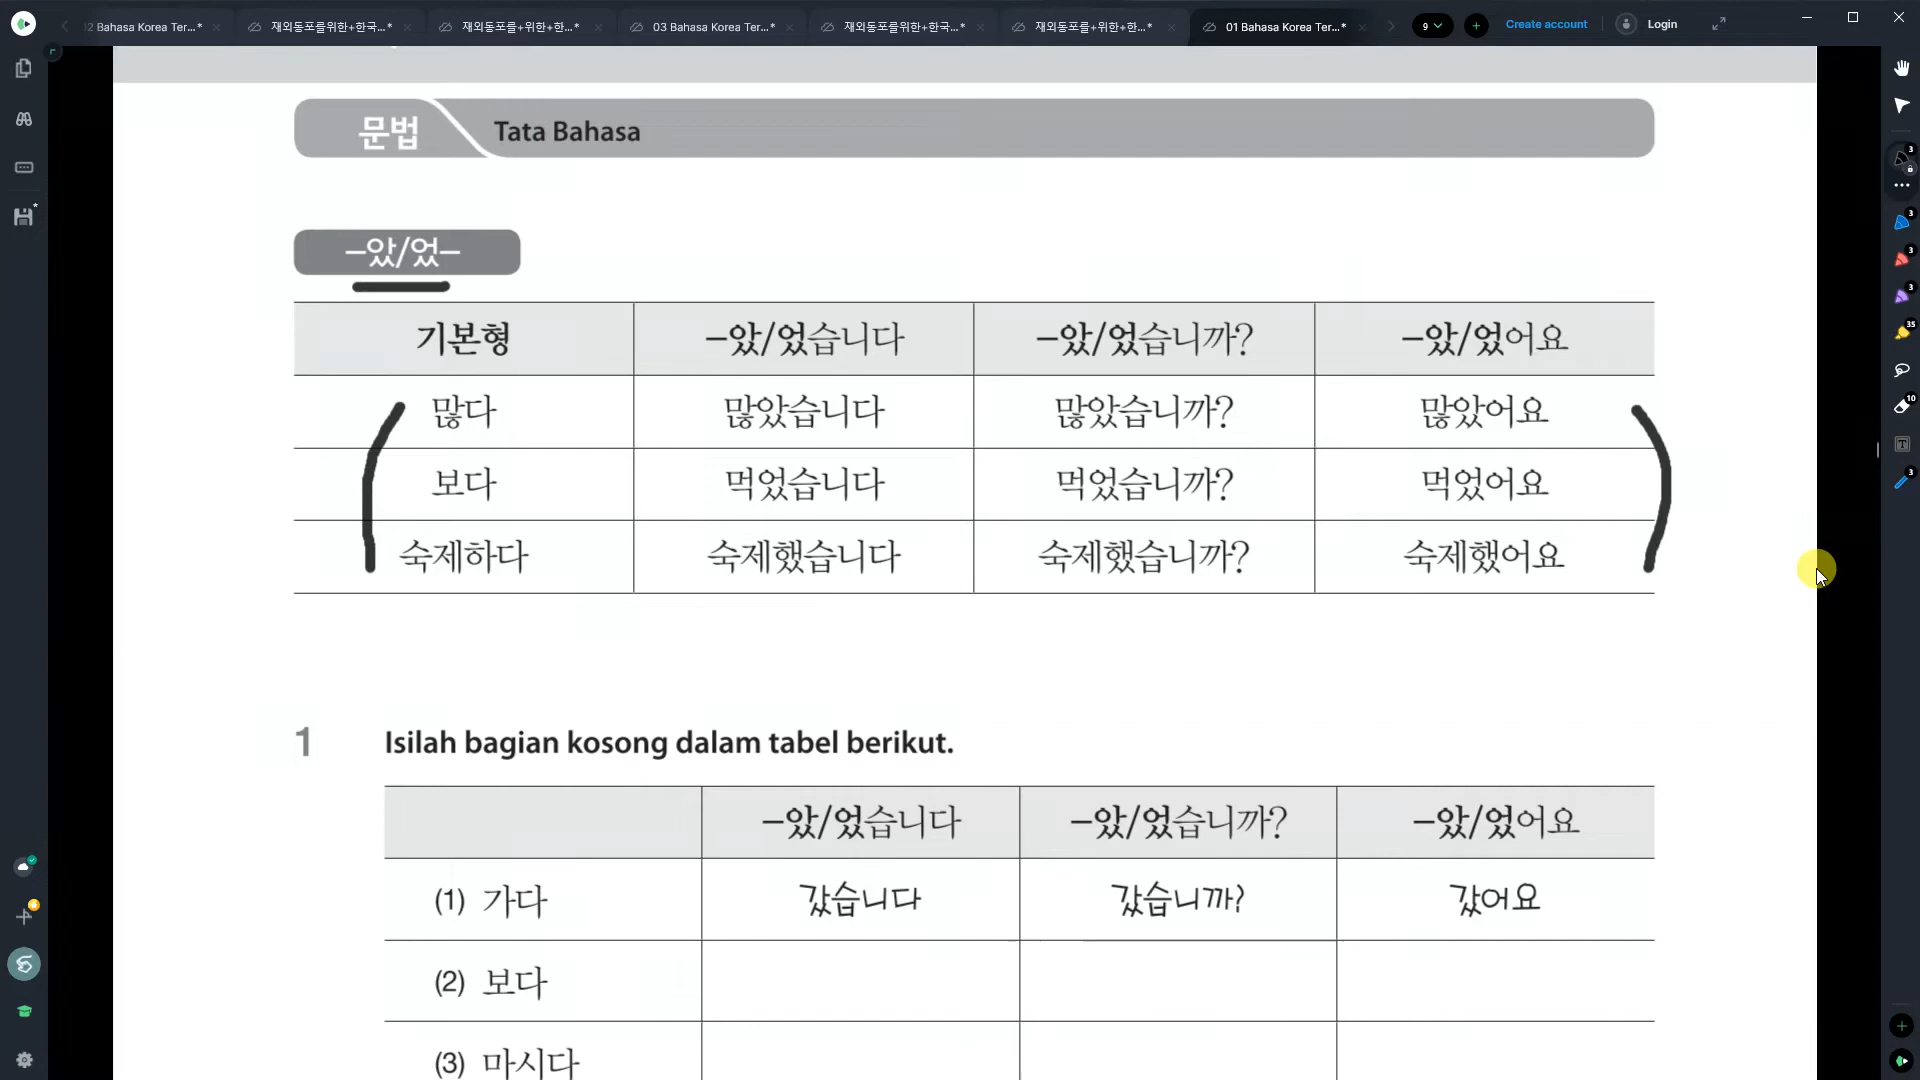 2 Bahasa Korea Ter...* 재외동포를위한+한국...* 재외동포를+위한+한...* 03 Bahasa Korea Ter...* 재외동포를위한+한국...* 재외동포를+위한+한...* 01 Bahasa Korea Ter...* 9 Create account Login
문법 Tata Bahasa
–았/었–
기본형 –았/었습니다 –았/었습니까? –았/었어요
많다 많았습니다 많았습니까? 많았어요
보다 먹었습니다 먹었습니까? 먹었어요
숙제하다 숙제했습니다 숙제했습니까? 숙제했어요
1 Isilah bagian kosong dalam tabel berikut.
–았/었습니다 –았/었습니까? –았/었어요
(1) 가다 갔습니다 갔습니까? 갔어요
(2) 보다
(3) 마시다
3
3
3
3
35
10
3